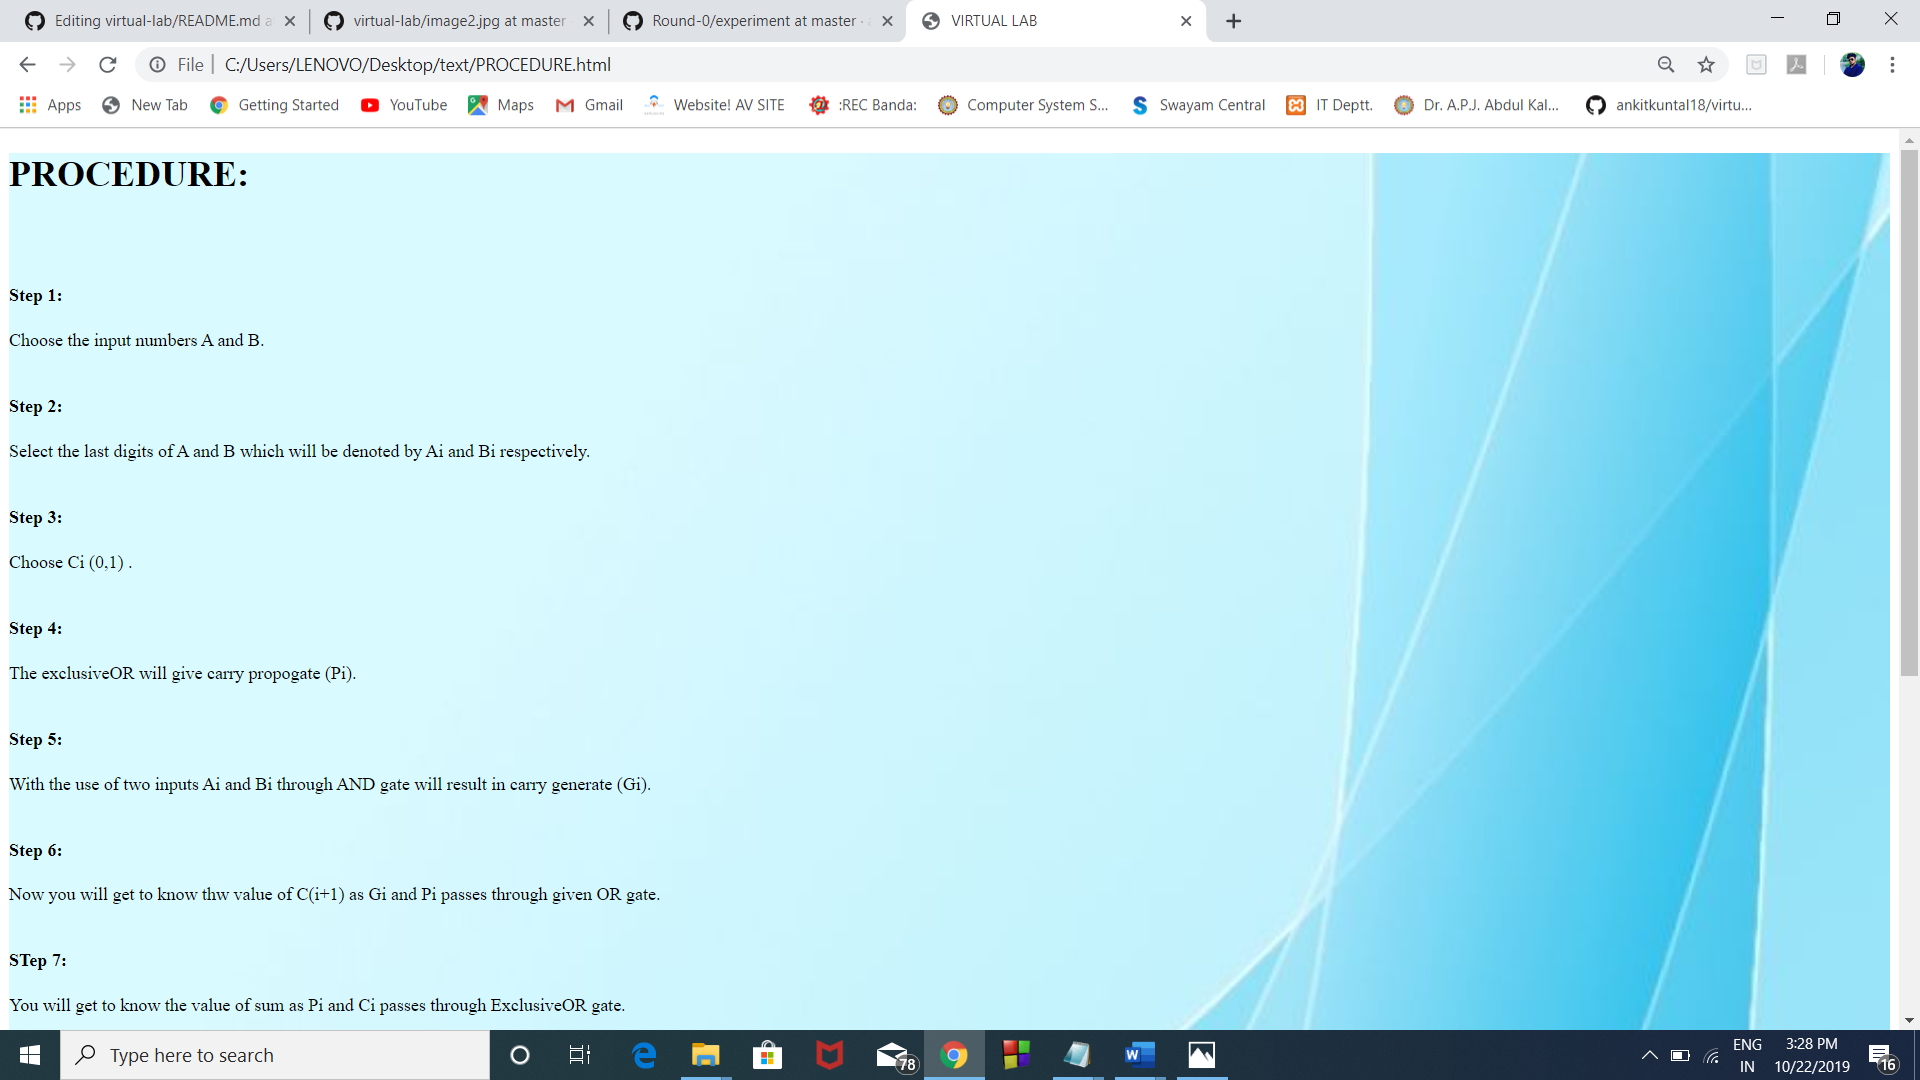 Editing virtual-lab/README.md a
virtual-lab/image2.jpg at master
Round-0/experiment at master ·
VIRTUAL LAB
File
C:/Users/LENOVO/Desktop/text/PROCEDURE.html
Apps
New Tab
Getting Started
YouTube
Maps
Gmail
Website! AV SITE
:REC Banda:
Computer System S...
Swayam Central
IT Deptt.
Dr. A.P.J. Abdul Kal...
ankitkuntal18/virtu...
PROCEDURE:
Step 1:
Choose the input numbers A and B.
Step 2:
Select the last digits of A and B which will be denoted by Ai and Bi respectively.
Step 3:
Choose Ci (0,1) .
Step 4:
The exclusiveOR will give carry propogate (Pi).
Step 5:
With the use of two inputs Ai and Bi through AND gate will result in carry generate (Gi).
Step 6:
Now you will get to know thw value of C(i+1) as Gi and Pi passes through given OR gate.
STep 7:
You will get to know the value of sum as Pi and Ci passes through ExclusiveOR gate.
Type here to search
78
ENG
IN
3:28 PM
10/22/2019
16